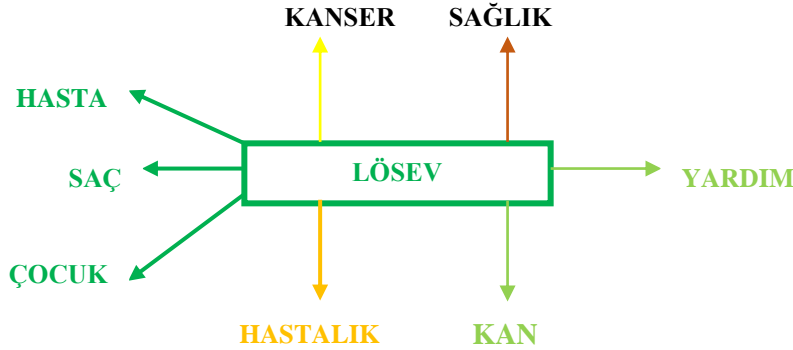 KANSER SAĞLIK
HASTA
SAÇ LÖSEV YARDIM
ÇOCUK
HASTALIK KAN